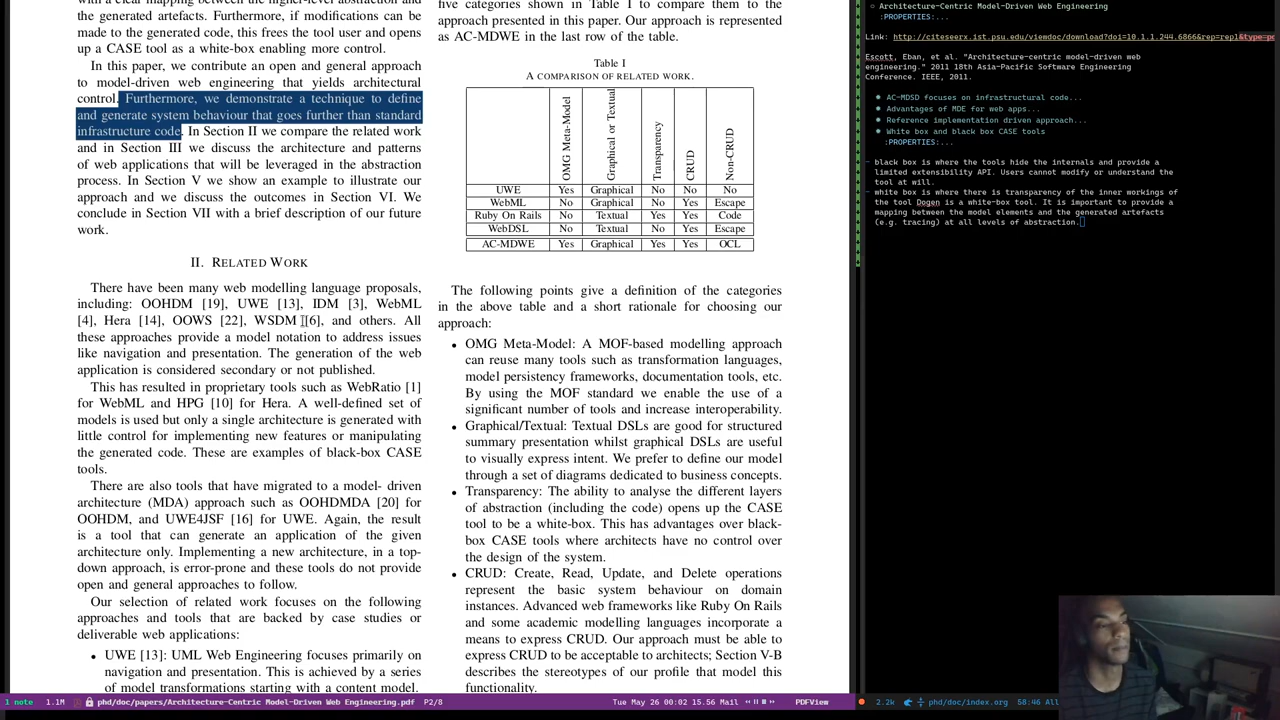 with a clear mapping between the higher-level abstraction and
the generated artefacts. Furthermore, if modifications can be
made to the generated code, this frees the tool user and opens
up a CASE tool as a white-box enabling more control.
In this paper, we contribute an open and general approach
to model-driven web engineering that yields architectural
control. Furthermore, we demonstrate a technique to define
and generate system behaviour that goes further than standard
infrastructure code. In Section II we compare the related work
and in Section III we discuss the architecture and patterns
of web applications that will be leveraged in the abstraction
process. In Section V we show an example to illustrate our
approach and we discuss the outcomes in Section VI. We
conclude in Section VII with a brief description of our future
work.
II. RELATED WORK
There have been many web modelling language proposals,
including: OOHDM [19], UWE [13], IDM [3], WebML
[4], Hera [14], OOWS [22], WSDM [6], and others. All
these approaches provide a model notation to address issues
like navigation and presentation. The generation of the web
application is considered secondary or not published.
This has resulted in proprietary tools such as WebRatio [1]
for WebML and HPG [10] for Hera. A well-defined set of
models is used but only a single architecture is generated with
little control for implementing new features or manipulating
the generated code. These are examples of black-box CASE
tools.
There are also tools that have migrated to a model- driven
architecture (MDA) approach such as OOHDMDA [20] for
OOHDM, and UWE4JSF [16] for UWE. Again, the result
is a tool that can generate an application of the given
architecture only. Implementing a new architecture, in a top-
down approach, is error-prone and these tools do not provide
open and general approaches to follow.
Our selection of related work focuses on the following
approaches and tools that are backed by case studies or
deliverable web applications:
• UWE [13]: UML Web Engineering focuses primarily on
navigation and presentation. This is achieved by a series
of model transformations starting with a content model.
five categories shown in Table I to compare them to the
approach presented in this paper. Our approach is represented
as AC-MDWE in the last row of the table.
Table I
A COMPARISON OF RELATED WORK.
OMG Meta-Model Graphical or Textual Transparency CRUD Non-CRUD
UWE Yes Graphical No No No
WebML No Graphical No Yes Escape
Ruby On Rails No Textual Yes Yes Code
WebDSL No Textual No Yes Escape
AC-MDWE Yes Graphical Yes Yes OCL
The following points give a definition of the categories
in the above table and a short rationale for choosing our
approach:
• OMG Meta-Model: A MOF-based modelling approach
can reuse many tools such as transformation languages,
model persistency frameworks, documentation tools, etc.
By using the MOF standard we enable the use of a
significant number of tools and increase interoperability.
• Graphical/Textual: Textual DSLs are good for structured
summary presentation whilst graphical DSLs are useful
to visually express intent. We prefer to define our model
through a set of diagrams dedicated to business concepts.
• Transparency: The ability to analyse the different layers
of abstraction (including the code) opens up the CASE
tool to be a white-box. This has advantages over black-
box CASE tools where architects have no control over
the design of the system.
• CRUD: Create, Read, Update, and Delete operations
represent the basic system behaviour on domain
instances. Advanced web frameworks like Ruby On Rails
and some academic modelling languages incorporate a
means to express CRUD. Our approach must be able to
express CRUD to be acceptable to architects; Section V-B
describes the stereotypes of our profile that model this
functionality.
1 note 1.1M phd/doc/papers/Architecture-Centric Model-Driven Web Engineering.pdf P2/8 Tue May 26 00:02 15.56 Mail PDFView
Architecture-Centric Model-Driven Web Engineering
:PROPERTIES:...
Link: http://citeseerx.ist.psu.edu/viewdoc/download?doi=10.1.1.244.6866&rep=rep1&type=pd
Escott, Eban, et al. "Architecture-centric model-driven web
engineering." 2011 18th Asia-Pacific Software Engineering
Conference. IEEE, 2011.
AC-MDSD focuses on infrastructural code...
Advantages of MDE for web apps...
Reference implementation driven approach...
White box and black box CASE tools
:PROPERTIES:...
- black box is where the tools hide the internals and provide a
limited extensibility API. Users cannot modify or understand the
tool at will.
- white box is where there is transparency of the inner workings of
the tool Dogen is a white-box tool. It is important to provide a
mapping between the model elements and the generated artefacts
(e.g. tracing) at all levels of abstraction.
2.2k phd/doc/index.org 58:46 All